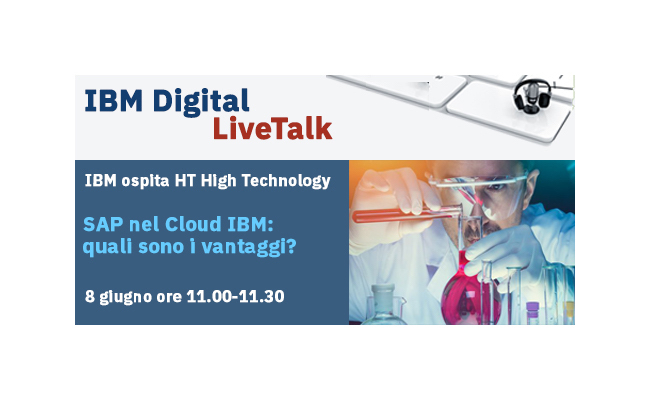 IBM Digital
LiveTalk
IBM ospita HT High Technology
SAP nel Cloud IBM:
quali sono i vantaggi?
8 giugno ore 11.00-11.30